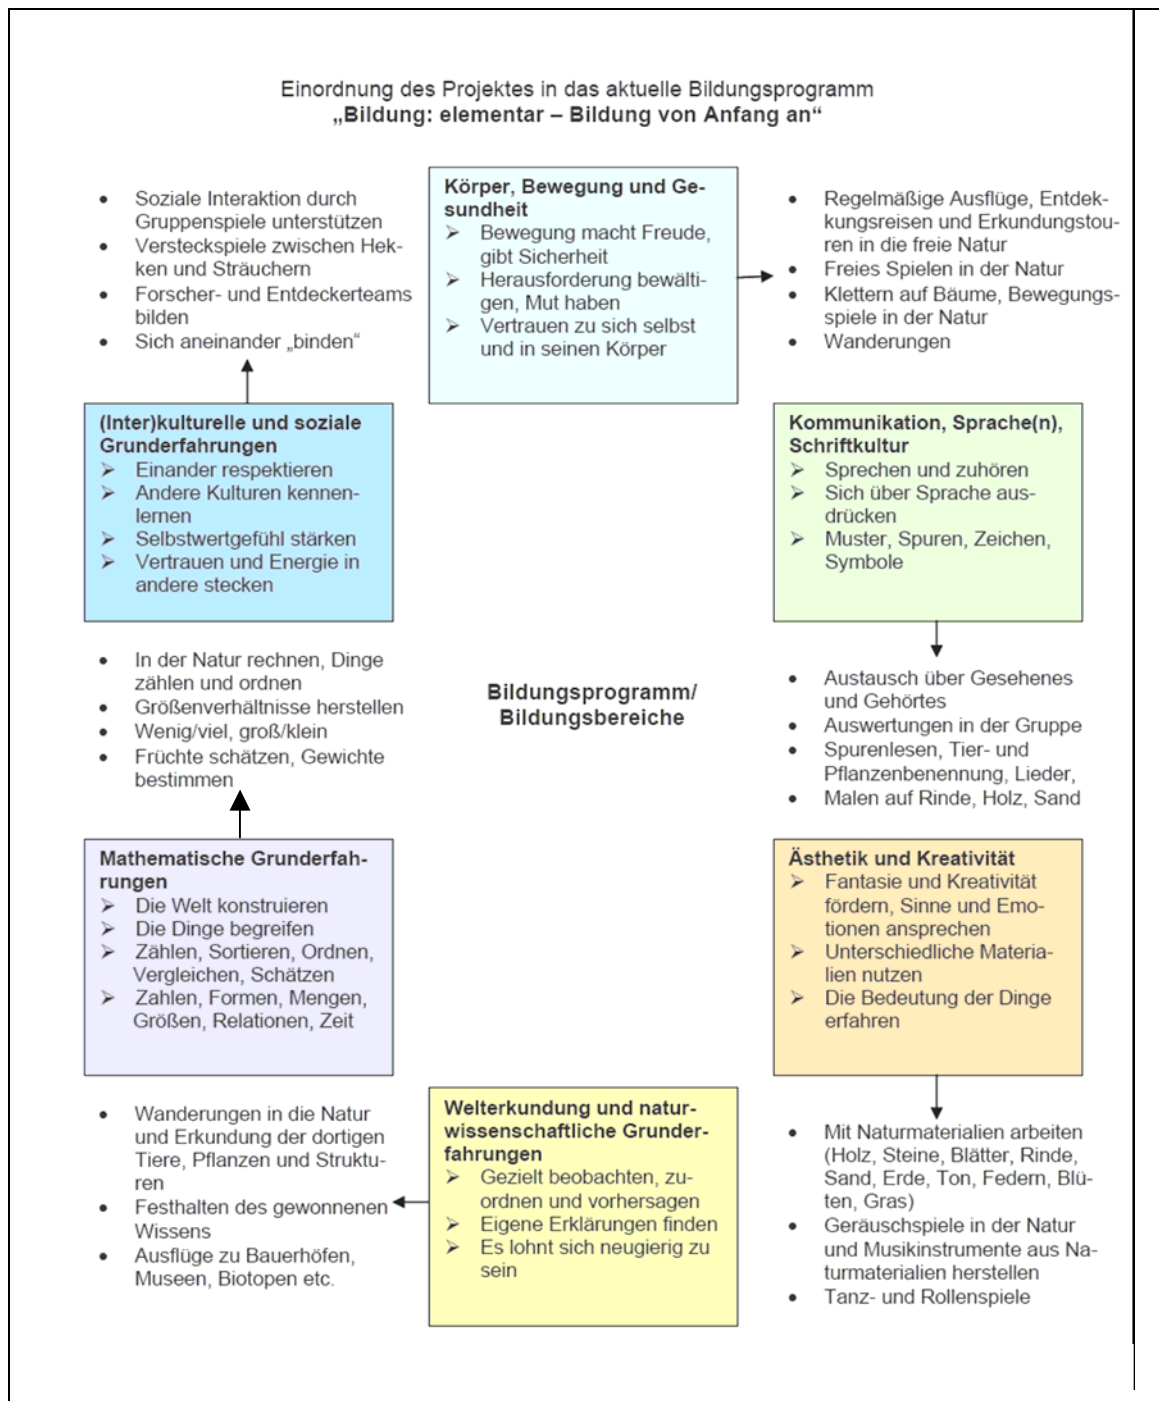 Einordnung des Projektes in das aktuelle Bildungsprogramm
„Bildung: elementar – Bildung von Anfang an“
• Soziale Interaktion durch
Gruppenspiele unterstützen
• Versteckspiele zwischen Hek-
ken und Sträuchern
• Forscher- und Entdeckerteams
bilden
• Sich aneinander „binden“
Körper, Bewegung und Ge-
sundheit
➢ Bewegung macht Freude,
gibt Sicherheit
➢ Herausforderung bewälti-
gen, Mut haben
➢ Vertrauen zu sich selbst
und in seinen Körper
• Regelmäßige Ausflüge, Entdek-
kungsreisen und Erkundungstou-
ren in die freie Natur
• Freies Spielen in der Natur
• Klettern auf Bäume, Bewegungs-
spiele in der Natur
• Wanderungen
(Inter)kulturelle und soziale
Grunderfahrungen
➢ Einander respektieren
➢ Andere Kulturen kennen-
lernen
➢ Selbstwertgefühl stärken
➢ Vertrauen und Energie in
andere stecken
Kommunikation, Sprache(n),
Schriftkultur
➢ Sprechen und zuhören
➢ Sich über Sprache aus-
drücken
➢ Muster, Spuren, Zeichen,
Symbole
• In der Natur rechnen, Dinge
zählen und ordnen
• Größenverhältnisse herstellen
• Wenig/viel, groß/klein
• Früchte schätzen, Gewichte
bestimmen
Bildungsprogramm/
Bildungsbereiche
• Austausch über Gesehenes
und Gehörtes
• Auswertungen in der Gruppe
• Spurenlesen, Tier- und
Pflanzenbenennung, Lieder,
• Malen auf Rinde, Holz, Sand
Mathematische Grunderfah-
rungen
➢ Die Welt konstruieren
➢ Die Dinge begreifen
➢ Zählen, Sortieren, Ordnen,
Vergleichen, Schätzen
➢ Zahlen, Formen, Mengen,
Größen, Relationen, Zeit
Ästhetik und Kreativität
➢ Fantasie und Kreativität
fördern, Sinne und Emo-
tionen ansprechen
➢ Unterschiedliche Materia-
lien nutzen
➢ Die Bedeutung der Dinge
erfahren
• Wanderungen in die Natur
und Erkundung der dortigen
Tiere, Pflanzen und Struktu-
ren
• Festhalten des gewonnenen
Wissens
• Ausflüge zu Bauerhöfen,
Museen, Biotopen etc.
Welterkundung und natur-
wissenschaftliche Grunder-
fahrungen
➢ Gezielt beobachten, zu-
ordnen und vorhersagen
➢ Eigene Erklärungen finden
➢ Es lohnt sich neugierig zu
sein
• Mit Naturmaterialien arbeiten
(Holz, Steine, Blätter, Rinde,
Sand, Erde, Ton, Federn, Blü-
ten, Gras)
• Geräuschspiele in der Natur
und Musikinstrumente aus Na-
turmaterialien herstellen
• Tanz- und Rollenspiele